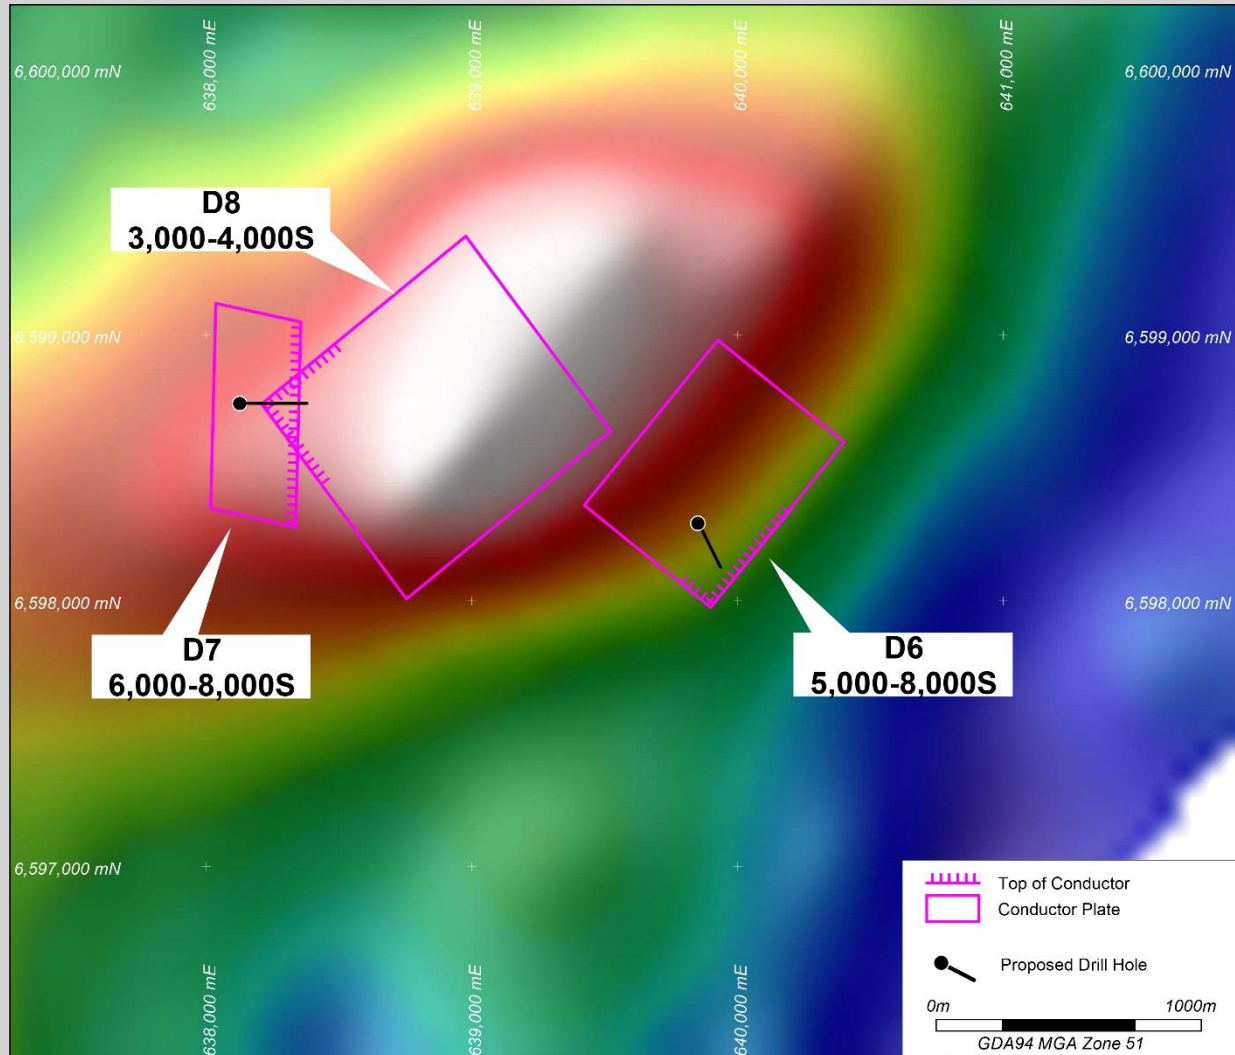 638,000 mE
639,000 mE
640,000 mE
641,000 mE
6,600,000 mN
6,600,000 mN
D8
3,000-4,000S
6,599,000 mN
6,599,000 mN
6,598,000 mN
6,598,000 mN
D7
6,000-8,000S
D6
5,000-8,000S
6,597,000 mN
638,000 mE
639,000 mE
640,000 mE
Top of Conductor
Conductor Plate
Proposed Drill Hole
0m
1000m
GDA94 MGA Zone 51